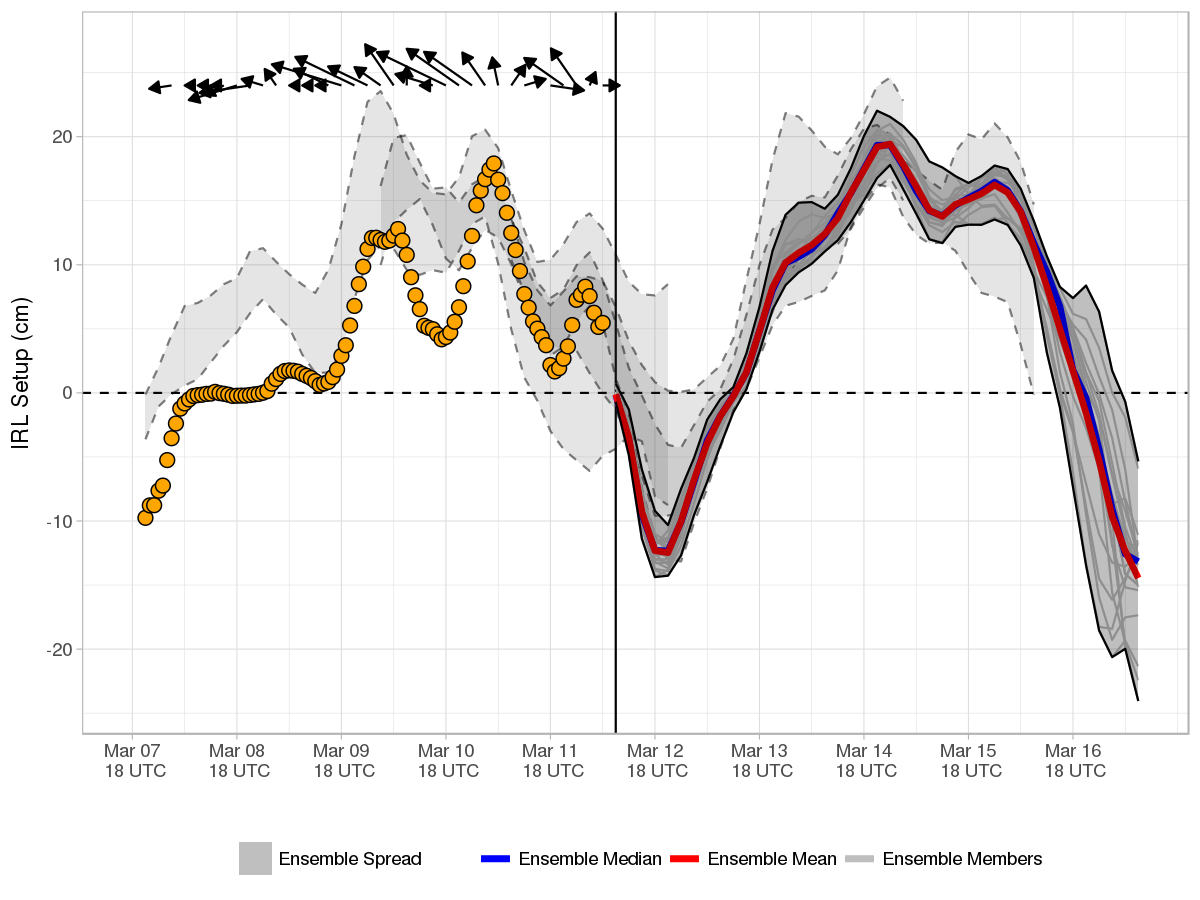 IRL Setup (cm)
20
10
0
-10
-20
Mar 07 Mar 08 Mar 09 Mar 10 Mar 11 Mar 12 Mar 13 Mar 14 Mar 15 Mar 16
18 UTC 18 UTC 18 UTC 18 UTC 18 UTC 18 UTC 18 UTC 18 UTC 18 UTC 18 UTC
Ensemble Spread Ensemble Median Ensemble Mean Ensemble Members